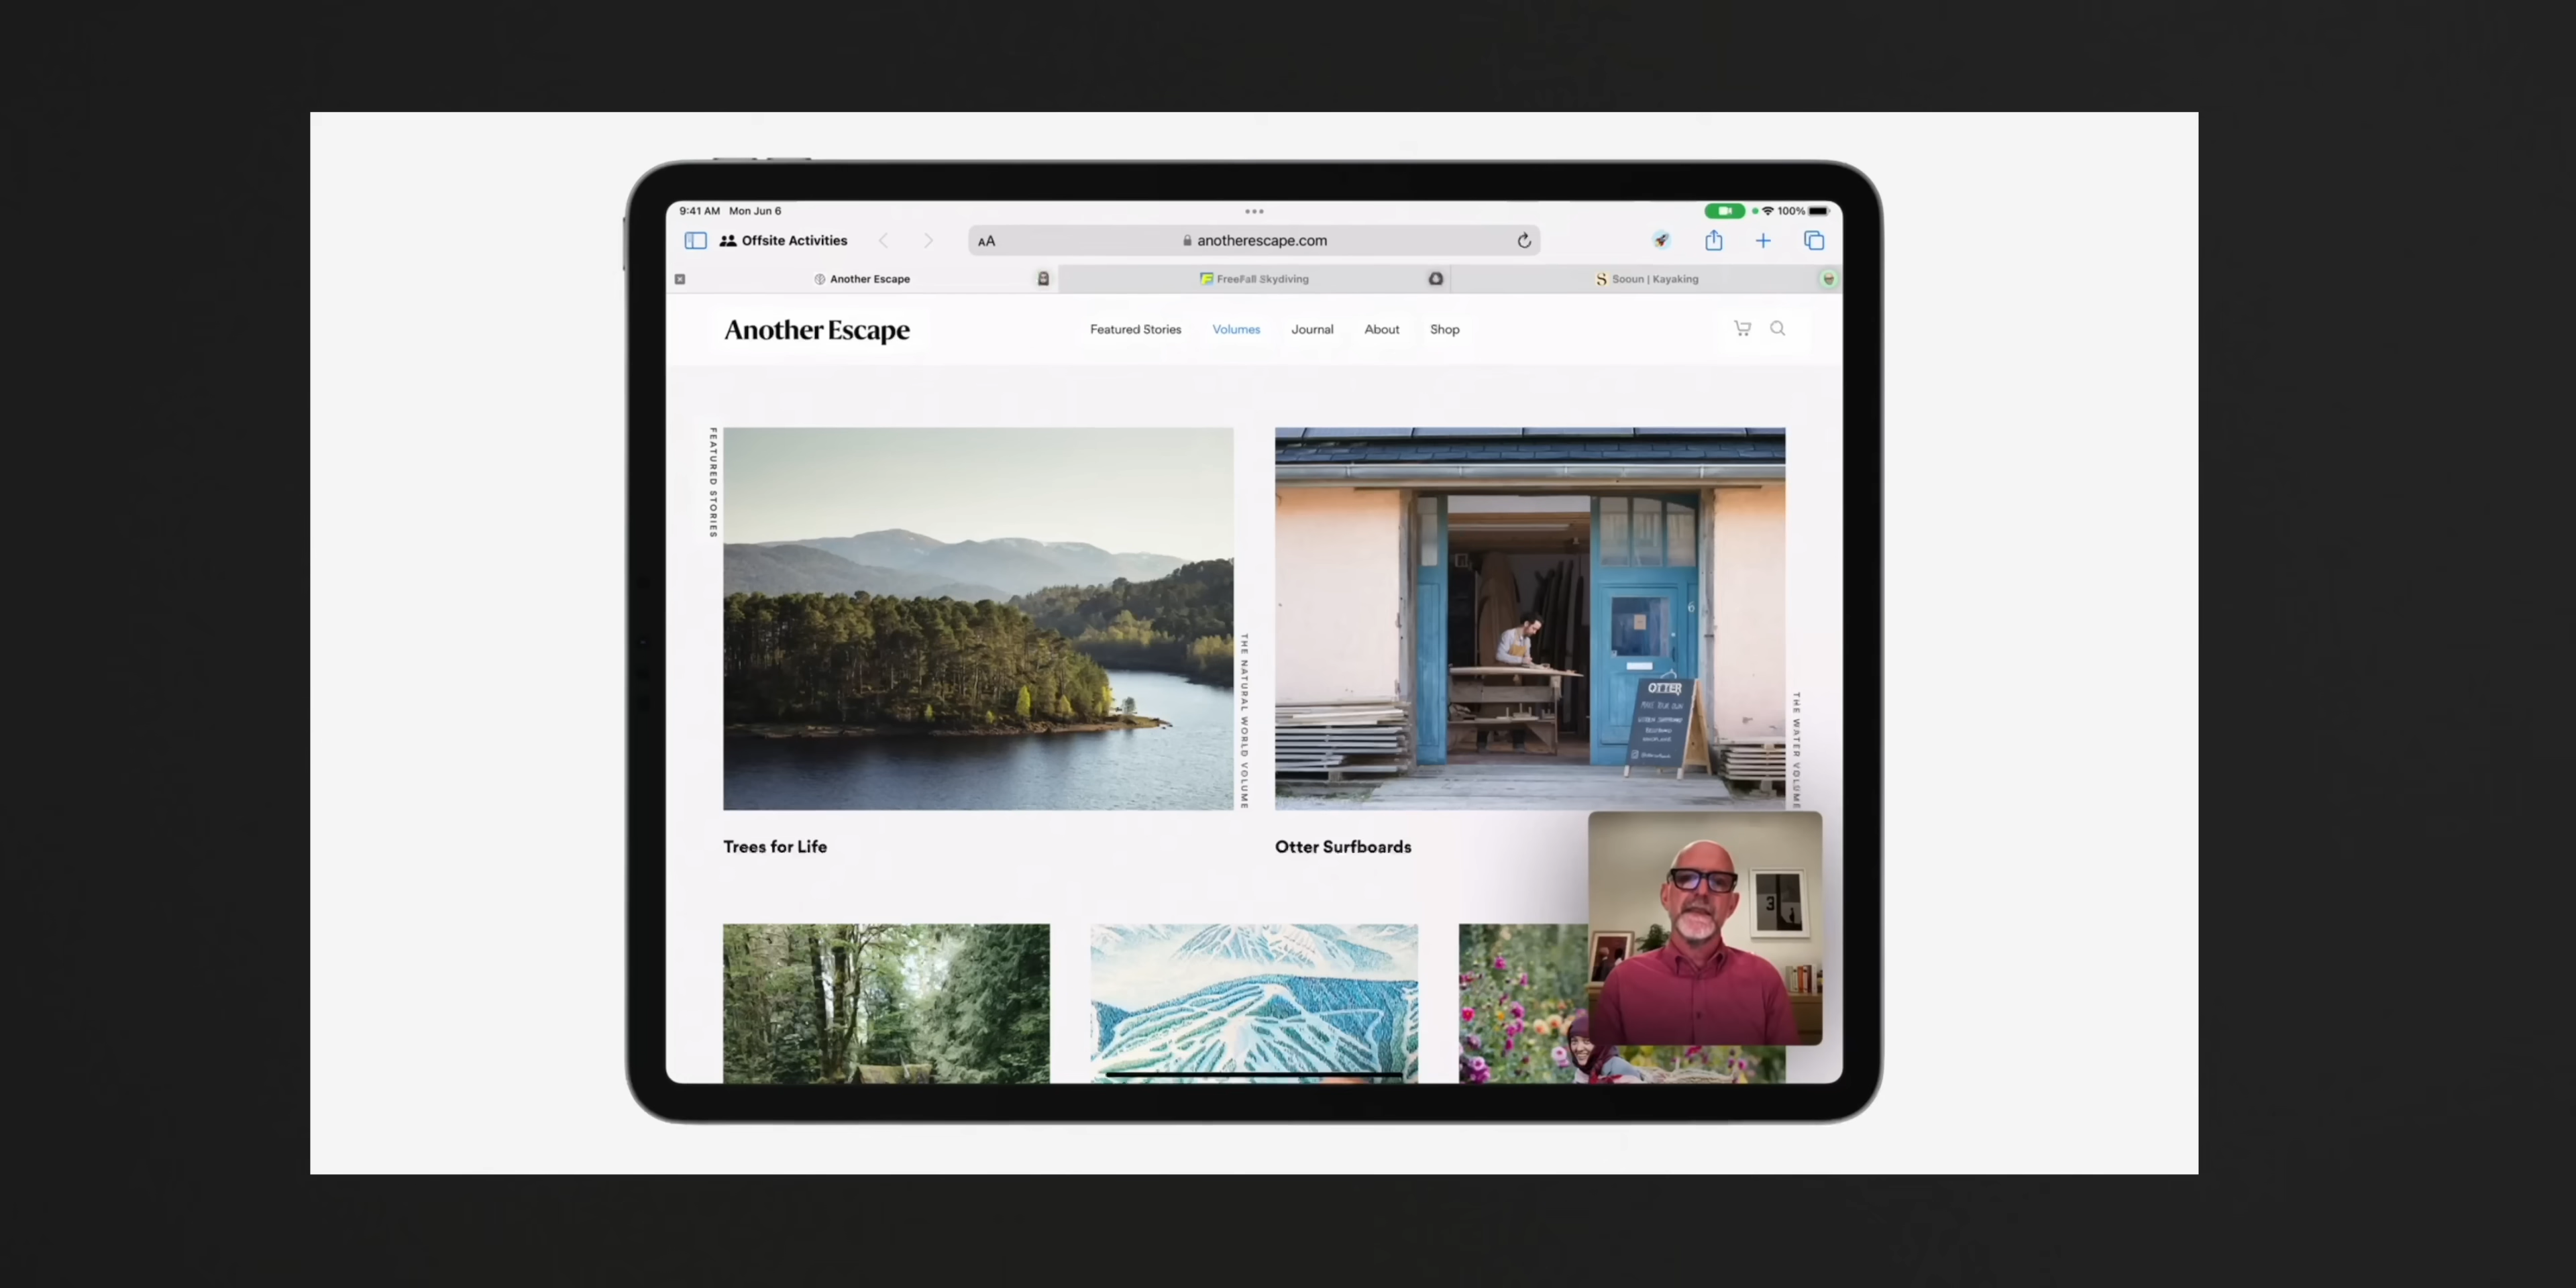 9:41 AM Mon Jun 6
100%
Offsite Activities
AA
anotherescape.com
Another Escape
FreeFall Skydiving
S Sooun | Kayaking
Another Escape
Featured Stories
Volumes
Journal
About
Shop
FEATURED STORIES
THE NATURAL WORLD VOLUME
6
OTTER
THE WATER VOLUME
Trees for Life
Otter Surfboards
3